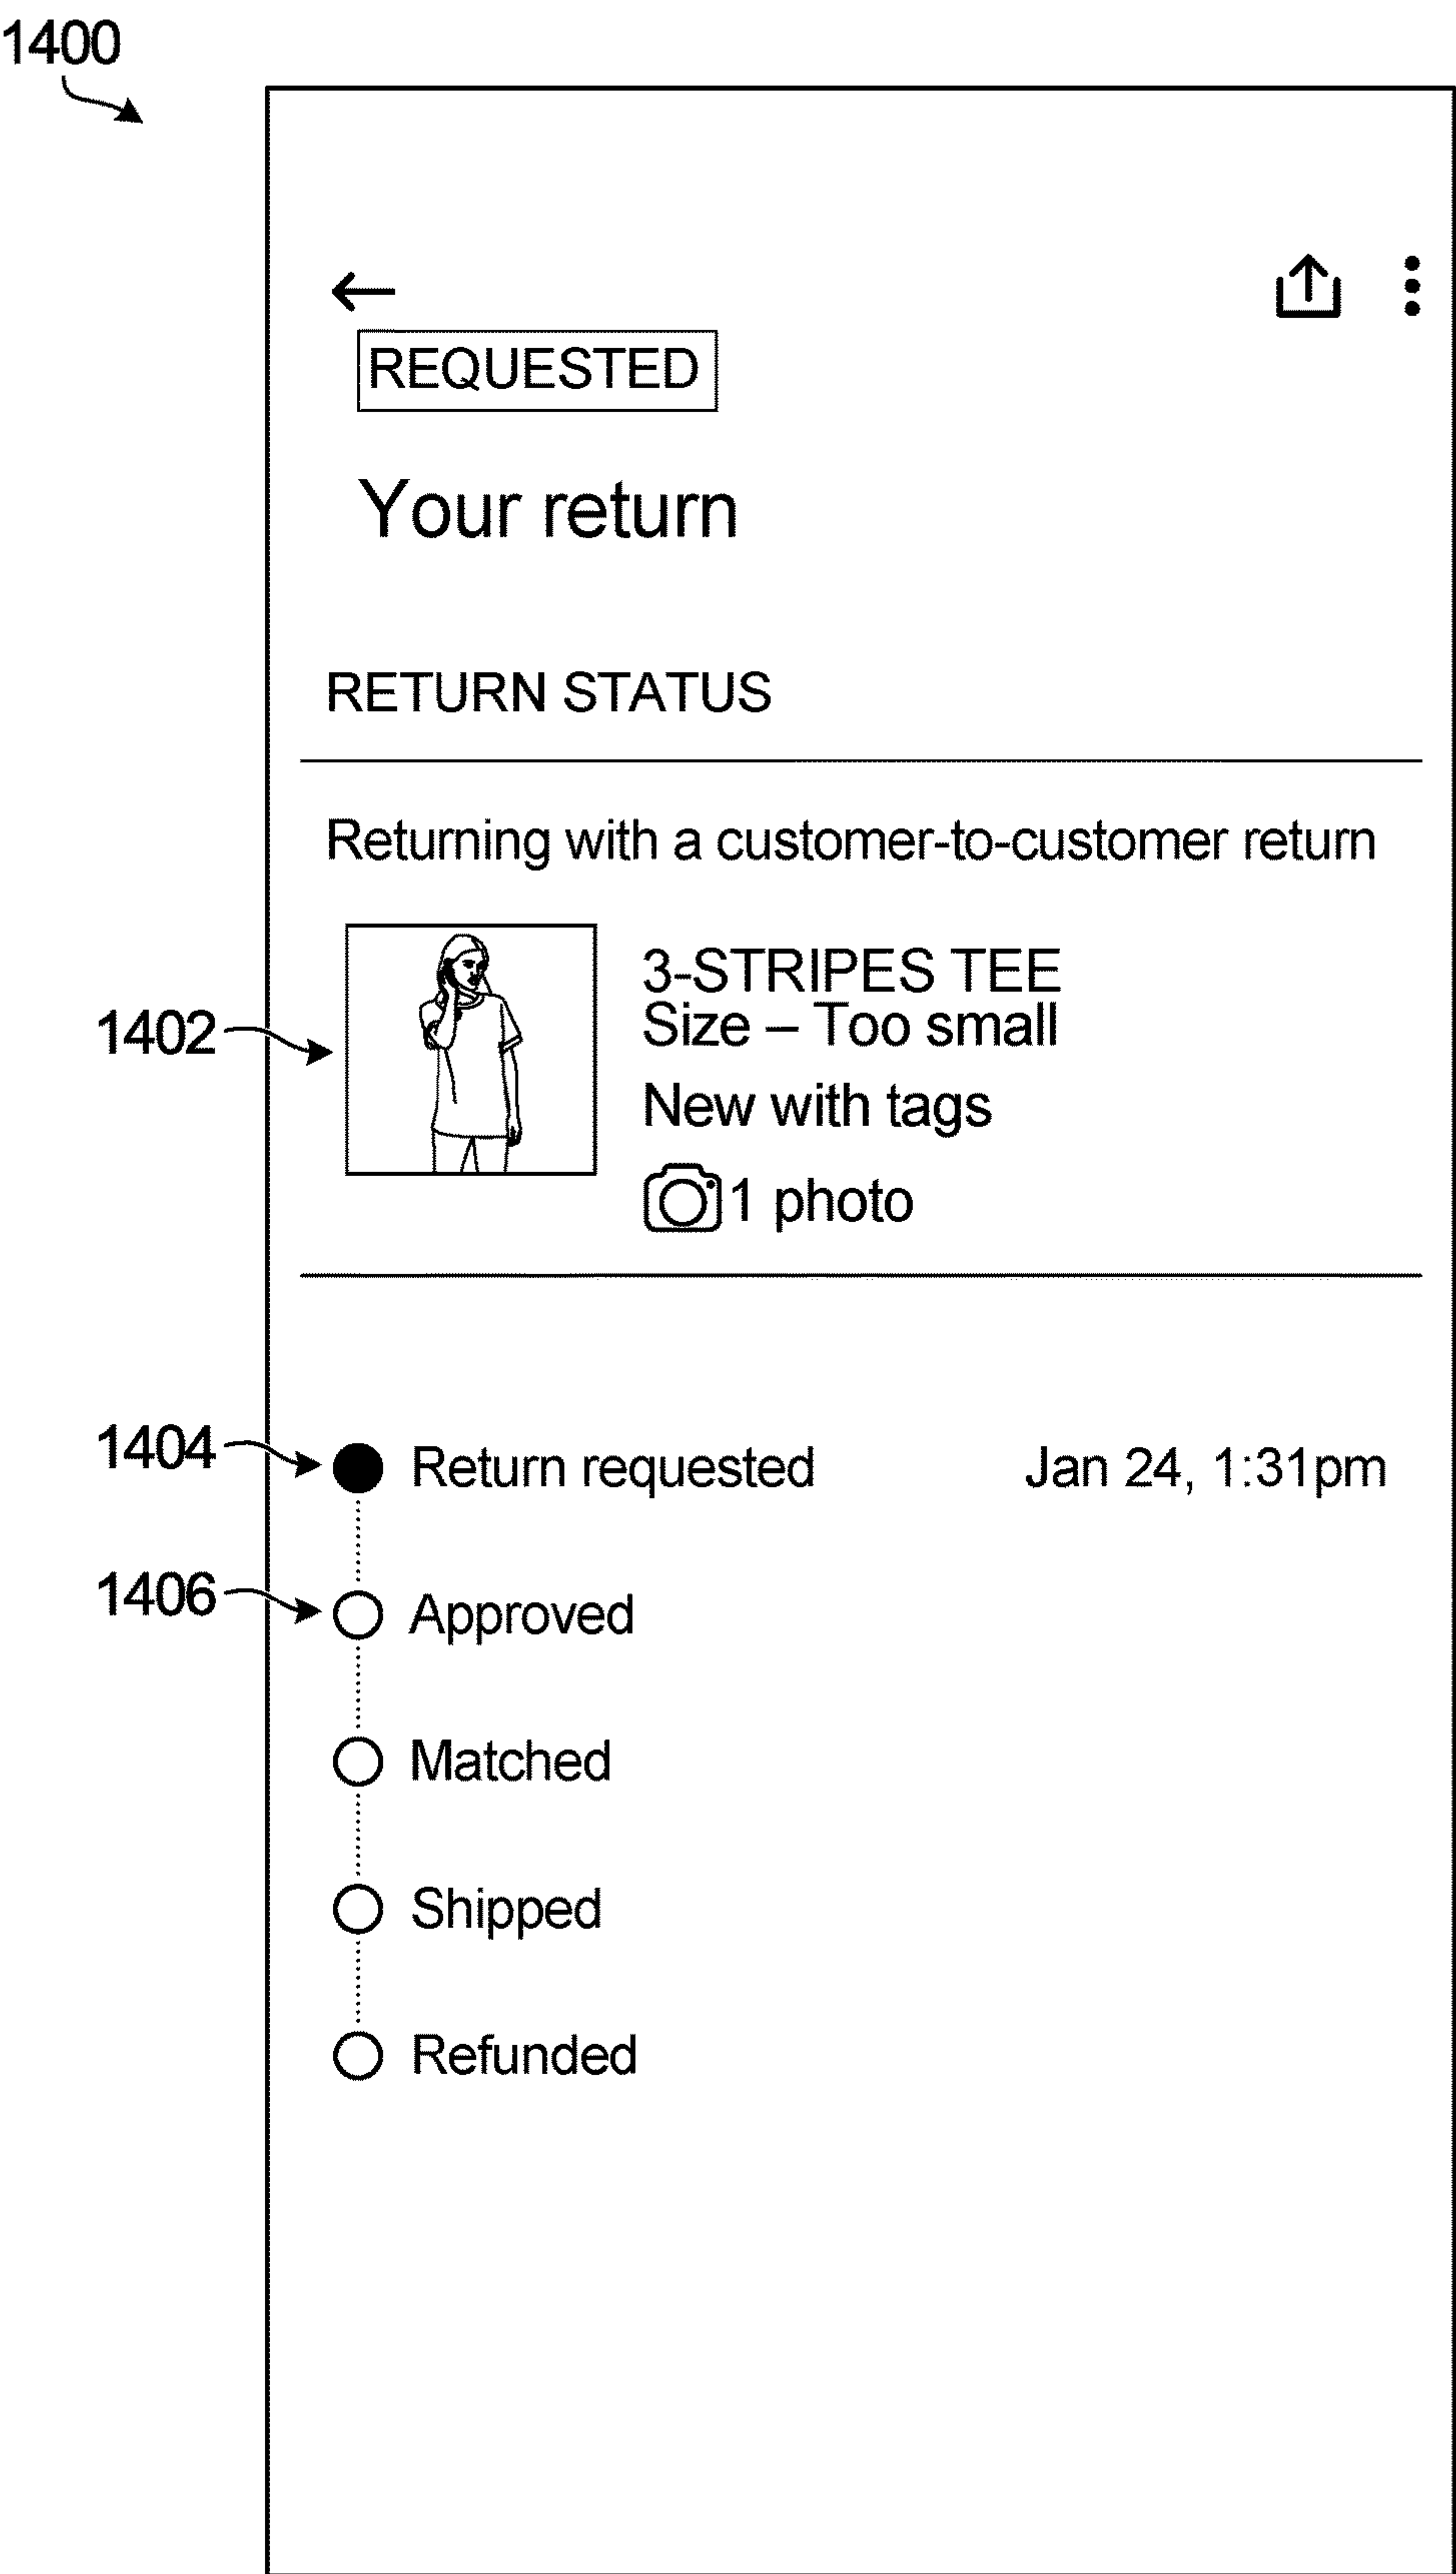 1400
REQUESTED
Your return
RETURN STATUS
Returning with a customer-to-customer return
1402
3-STRIPES TEE
Size – Too small
New with tags
1 photo
1404
Return requested Jan 24, 1:31pm
1406
Approved
Matched
Shipped
Refunded